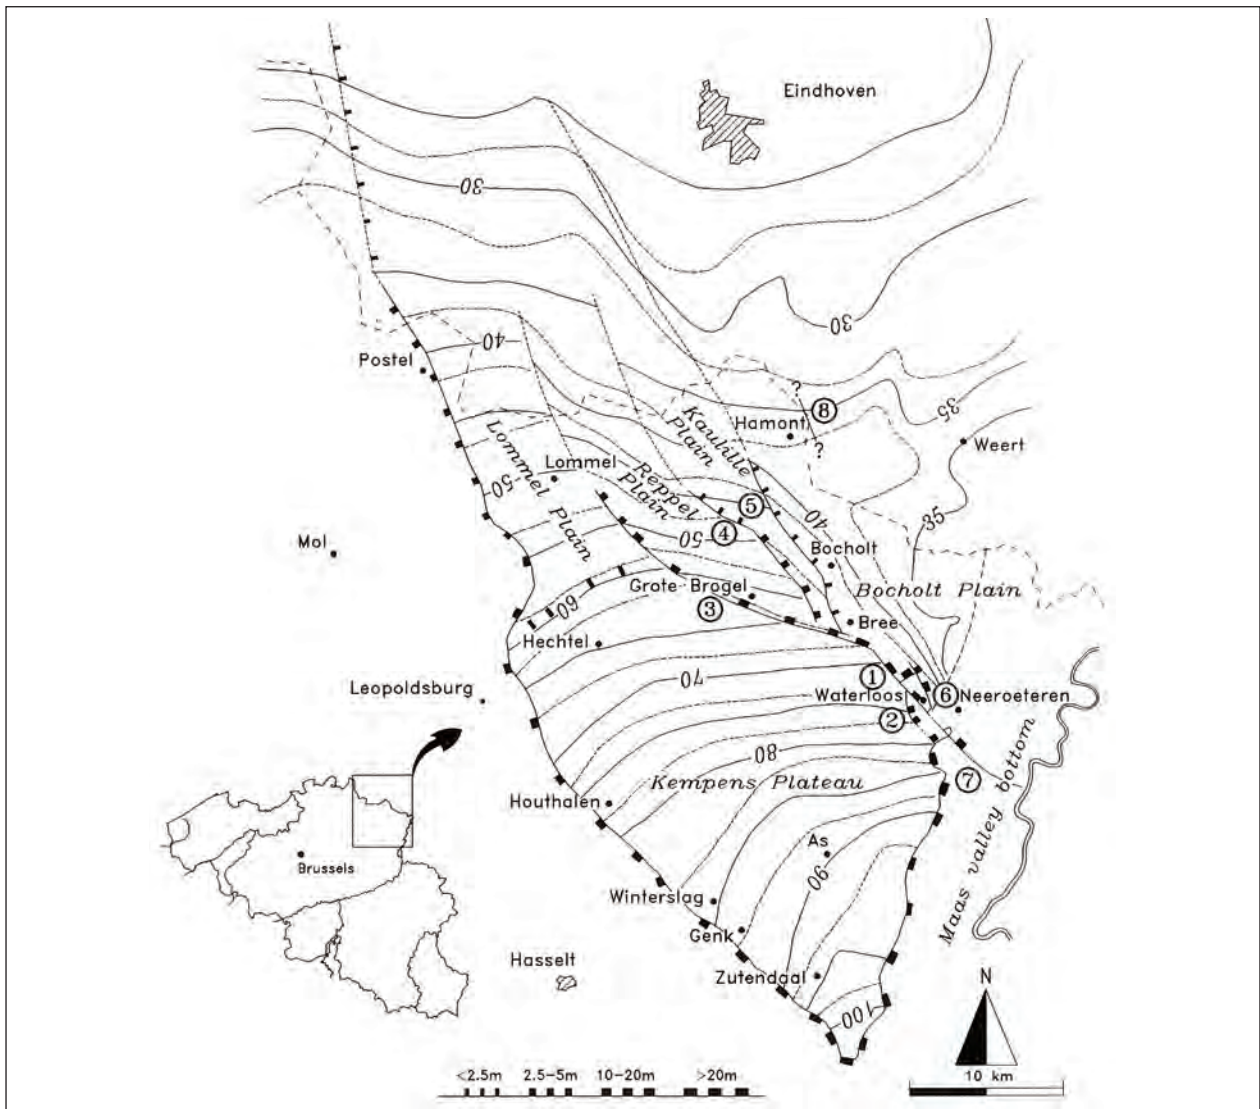 Eindhoven
30
30
40
Postel
8
35
Hamont
Weert
?
?
Kaulille
Plain
Lommel
Plain
Lommel
Reppel
Plain
50
5
40
35
4
50
Mol
Bocholt
Bocholt Plain
60
Grote Brogel
3
Bree
Hechtel
70
1
Leopoldsburg
Waterloos
6
Neeroeteren
2
80
Kempens Plateau
7
Houthalen
Maas valley bottom
As
90
Brussels
Winterslag
Genk
Hasselt
Zutendaal
N
100
<2.5m 2.5-5m 10-20m >20m
10 km